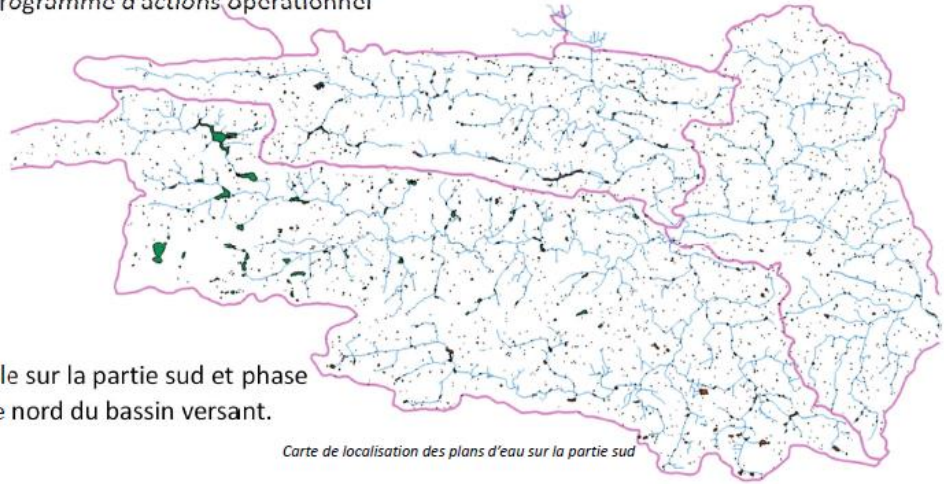 rogramme d'actions opérationnel
le sur la partie sud et phase
e nord du bassin versant.
Carte de localisation des plans d'eau sur la partie sud